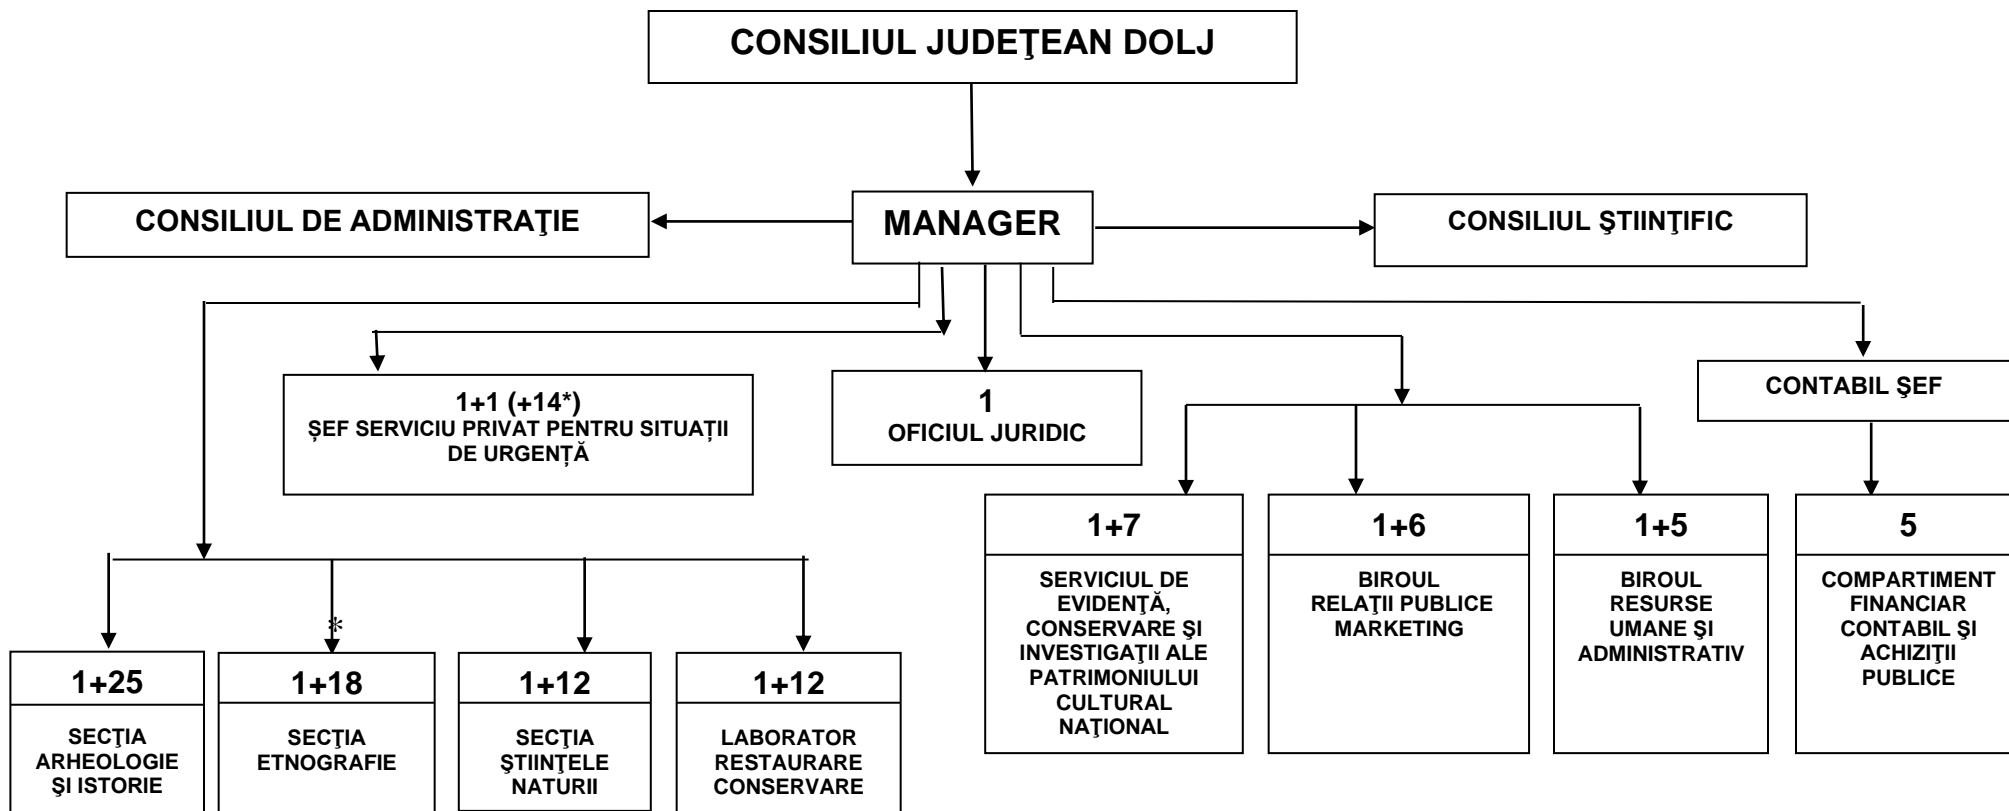 CONSILIUL JUDEŢEAN DOLJ
CONSILIUL DE ADMINISTRAŢIE
MANAGER
CONSILIUL ŞTIINŢIFIC
1+1 (+14*)
ȘEF SERVICIU PRIVAT PENTRU SITUAȚII
DE URGENȚĂ
1
OFICIUL JURIDIC
CONTABIL ŞEF
1+7
SERVICIUL DE
EVIDENŢĂ,
CONSERVARE ŞI
INVESTIGAŢII ALE
PATRIMONIULUI
CULTURAL
NAŢIONAL
1+6
BIROUL
RELAŢII PUBLICE
MARKETING
1+5
BIROUL
RESURSE
UMANE ŞI
ADMINISTRATIV
5
COMPARTIMENT
FINANCIAR
CONTABIL ŞI
ACHIZIŢII
PUBLICE
*
1+25
SECŢIA
ARHEOLOGIE
ŞI ISTORIE
1+18
SECŢIA
ETNOGRAFIE
1+12
SECŢIA
ŞTIINŢELE
NATURII
1+12
LABORATOR
RESTAURARE
CONSERVARE